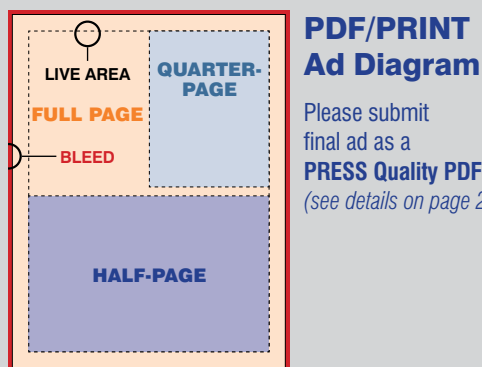 LIVE AREA
QUARTER-
PAGE
FULL PAGE
BLEED
HALF-PAGE
PDF/PRINT
Ad Diagram
Please submit
final ad as a
PRESS Quality PDF
(see details on page 2